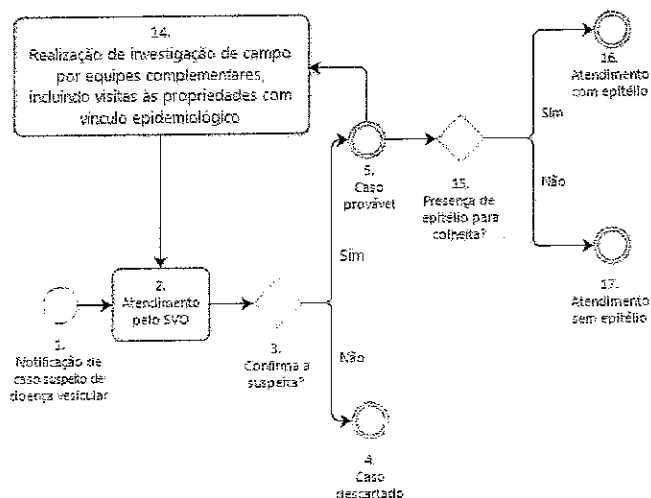 14.
Realização de investigação de campo
por equipes complementares,
incluindo visitas às propriedades com
vínculo epidemiológico
16.
Atendimento
com epitélio
Sim
Não
5.
Caso
provável
15.
Presença de
epitélio para
colheita?
17.
Atendimento
sem epitélio
Sim
2.
Atendimento
pelo SVO
1.
Notificação de
caso suspeito de
doença vesicular
3.
Confirma a
suspeita?
Não
4.
Caso
descartado